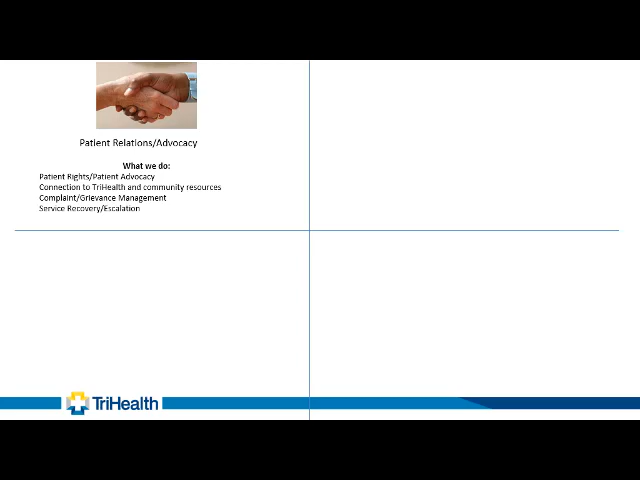 Patient Relations/Advocacy
What we do:
Patient Rights/Patient Advocacy
Connection to TriHealth and community resources
Complaint/Grievance Management
Service Recovery/Escalation
TriHealth